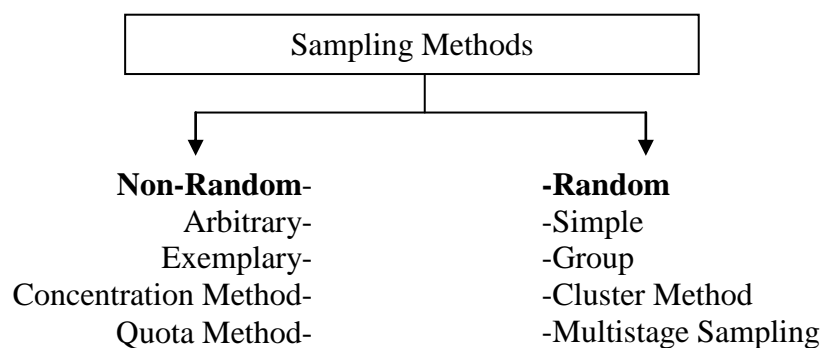 Sampling Methods
Non-Random-
Arbitrary-
Exemplary-
Concentration Method-
Quota Method-
-Random
-Simple
-Group
-Cluster Method
-Multistage Sampling